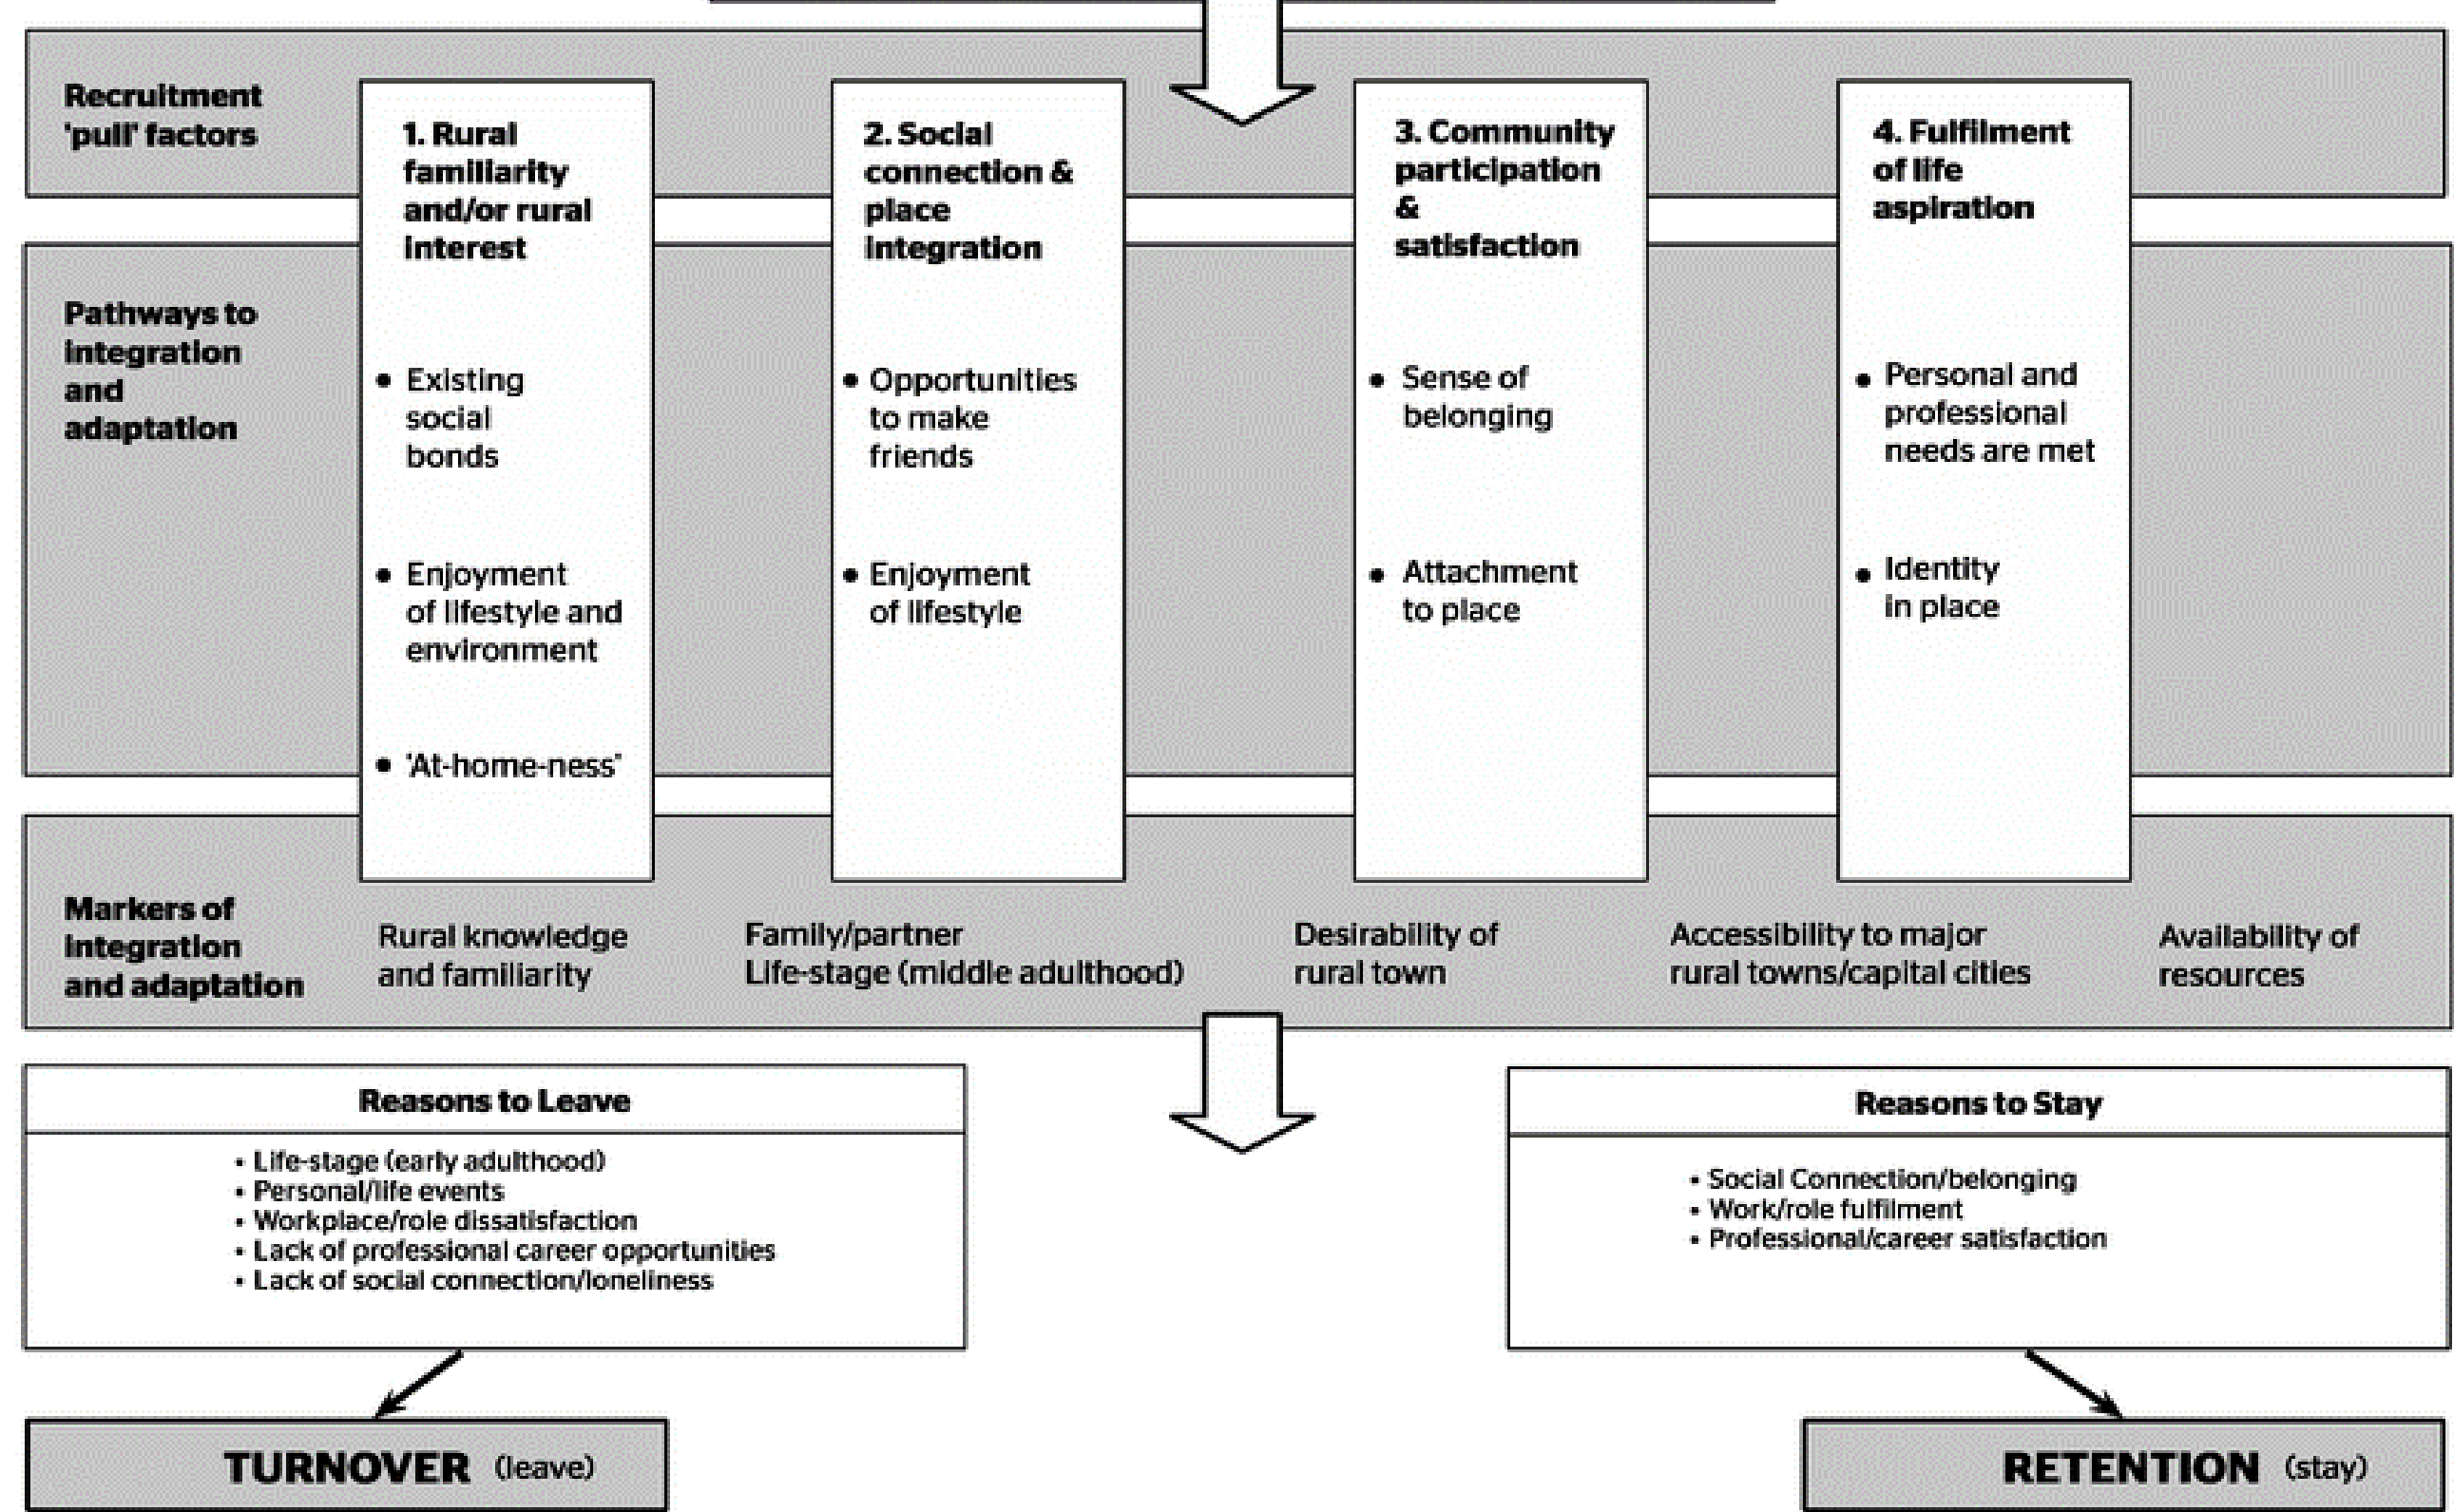 Recruitment
'pull' factors
1. Rural
familiarity
and/or rural
interest
2. Social
connection &
place
integration
3. Community
participation
&
satisfaction
4. Fulfilment
of life
aspiration
Pathways to
integration
and
adaptation
• Existing
social
bonds
• Enjoyment
of lifestyle and
environment
• 'At-home-ness'
• Opportunities
to make
friends
• Enjoyment
of lifestyle
• Sense of
belonging
• Attachment
to place
• Personal and
professional
needs are met
• Identity
in place
Markers of
integration
and adaptation
Rural knowledge
and familiarity
Family/partner
Life-stage (middle adulthood)
Desirability of
rural town
Accessibility to major
rural towns/capital cities
Availability of
resources
Reasons to Leave
• Life-stage (early adulthood)
• Personal/life events
• Workplace/role dissatisfaction
• Lack of professional career opportunities
• Lack of social connection/loneliness
Reasons to Stay
• Social Connection/belonging
• Work/role fulfilment
• Professional/career satisfaction
TURNOVER (leave)
RETENTION (stay)